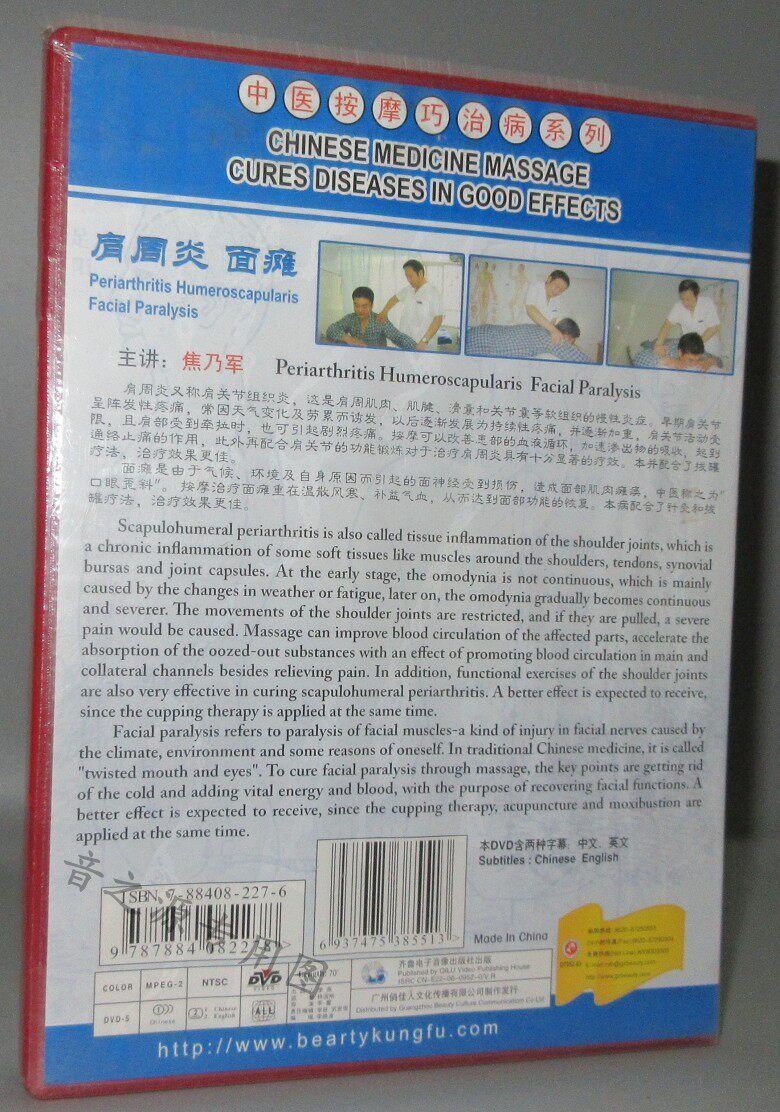 中医按摩巧治病系列
CHINESE MEDICINE MASSAGE
CURES DISEASES IN GOOD EFFECTS
肩周炎 面瘫
Periarthritis Humeroscapularis
Facial Paralysis
主讲：焦乃军
Periarthritis Humeroscapularis Facial Paralysis
肩周炎又称肩关节组织炎，这是肩周肌肉、肌腱、滑囊和关节囊等软组织的慢性炎症。早期肩关节
呈阵发性疼痛，常因天气变化及劳累而诱发，以后逐渐发展为持续性疼痛，并逐渐加重，肩关节活动受
限，且肩部受到牵拉时，也可引起剧烈疼痛。按摩可以改善患部的血液循环，加速渗出物的吸收，起到
通络止痛的作用，此外再配合肩关节的功能锻炼对于治疗肩周炎具有十分显著的疗效。本并配合了拔罐
疗法，治疗效果更佳。
面瘫是由于气候、环境及自身原因而引起的面神经受到损伤，造成面部肌肉瘫痪，中医称之为"
口眼歪斜"。按摩治疗面瘫重在温散风寒、补益气血，从而达到面部功能的恢复。本病配合了针灸和拔
罐疗法，治疗效果更佳。
Scapulohumeral periarthritis is also called tissue inflammation of the shoulder joints, which is
a chronic inflammation of some soft tissues like muscles around the shoulders, tendons, synovial
bursas and joint capsules. At the early stage, the omodynia is not continuous, which is mainly
caused by the changes in weather or fatigue, later on, the omodynia gradually becomes continuous
and severer. The movements of the shoulder joints are restricted, and if they are pulled, a severe
pain would be caused. Massage can improve blood circulation of the affected parts, accelerate the
absorption of the oozed-out substances with an effect of promoting blood circulation in main and
collateral channels besides relieving pain. In addition, functional exercises of the shoulder joints
are also very effective in curing scapulohumeral periarthritis. A better effect is expected to receive,
since the cupping therapy is applied at the same time.
Facial paralysis refers to paralysis of facial muscles-a kind of injury in facial nerves caused by
the climate, environment and some reasons of oneself. In traditional Chinese medicine, it is called
"twisted mouth and eyes". To cure facial paralysis through massage, the key points are getting rid
of the cold and adding vital energy and blood, with the purpose of recovering facial functions. A
better effect is expected to receive, since the cupping therapy, acupuncture and moxibustion are
applied at the same time.
音之源专用图
本DVD含两种字幕：中文、英文
Subtitles : Chinese English
ISBN 7-88408-227-6
9 787884 082278
6 937475 385513
Made In China
COLOR MPEG-2 NTSC DVD VIDEO
DVD-5 Chinese Chinese English ALL
齐鲁电子音像出版社出版
Published by QILU Video Publishing House
广州俏佳人文化传播有限公司制作发行
Distributed by Guangzhou Beauty Culture Communication Co.Ltd
http://www.beartykungfu.com